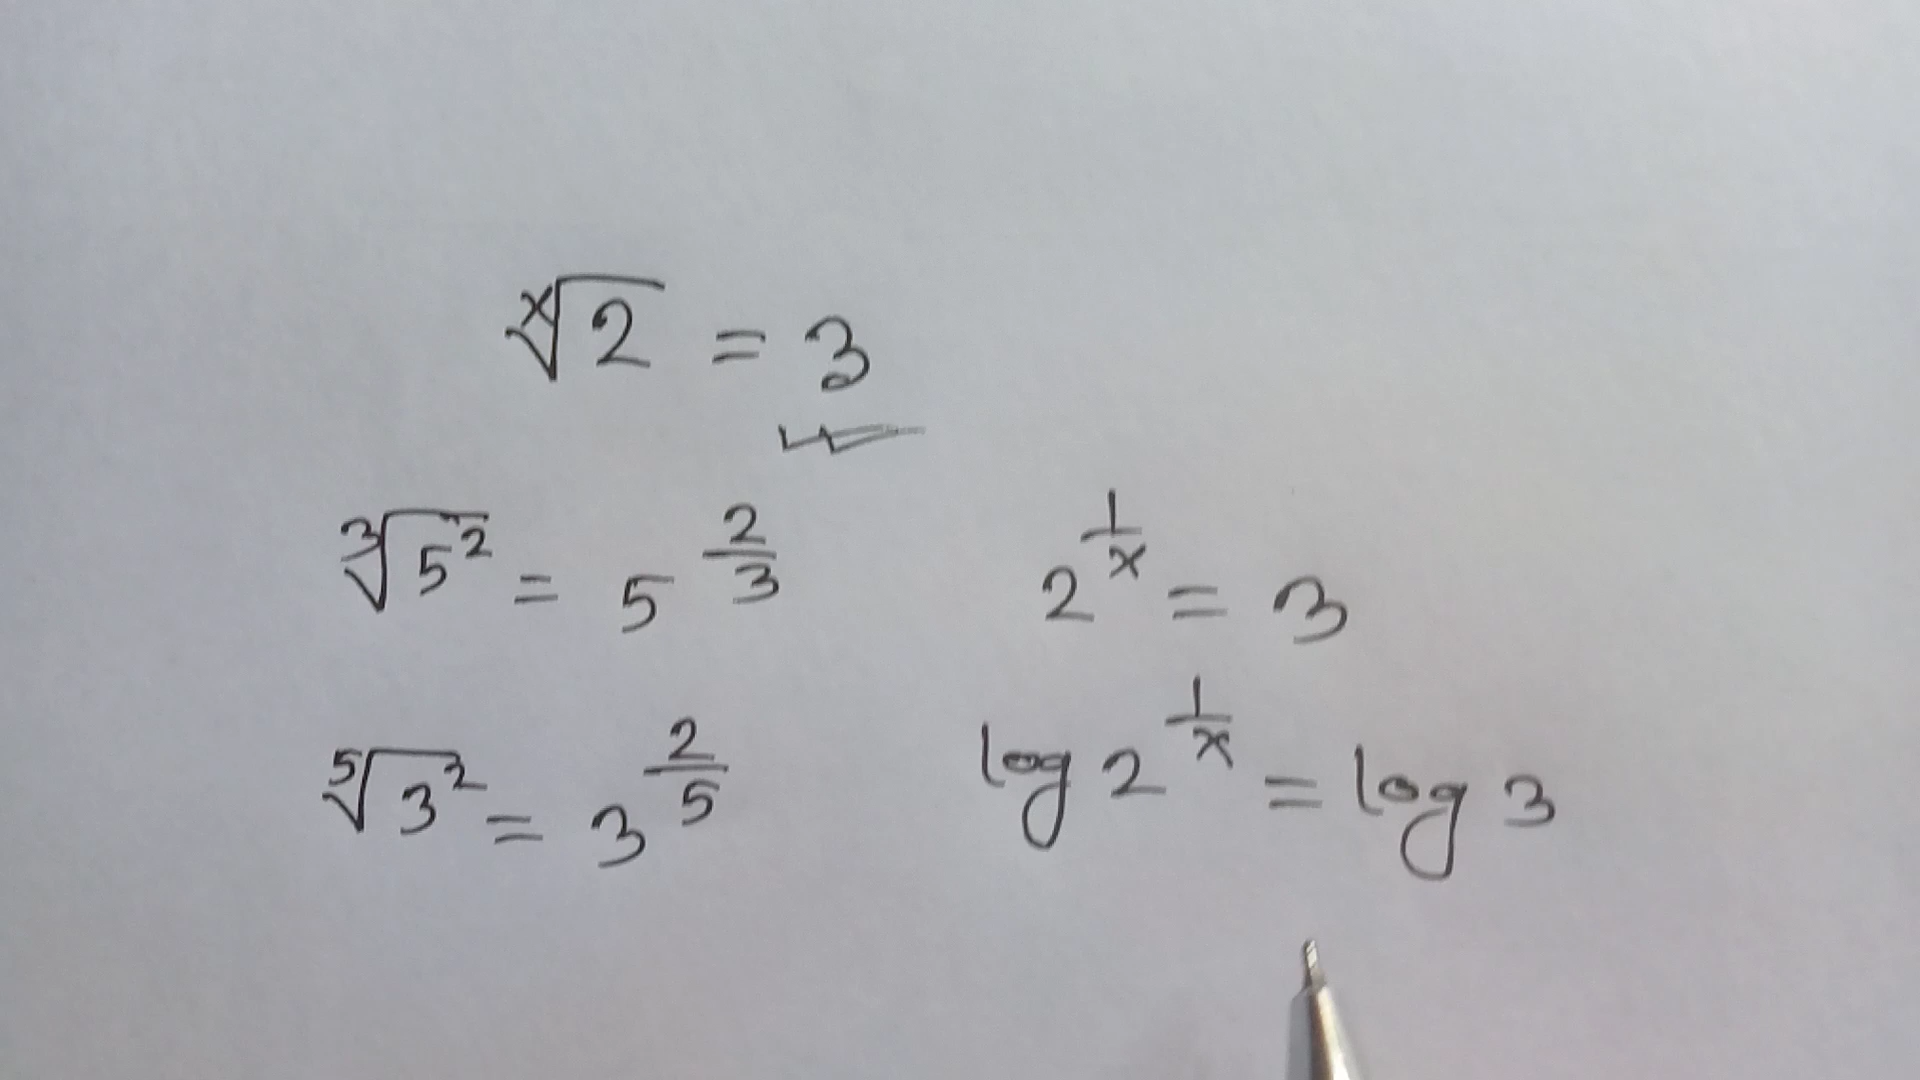 ˣ√2 = 3
³√5² = 5^(2/3)
⁵√3² = 3^(2/5)
2^(1/x) = 3
log 2^(1/x) = log 3